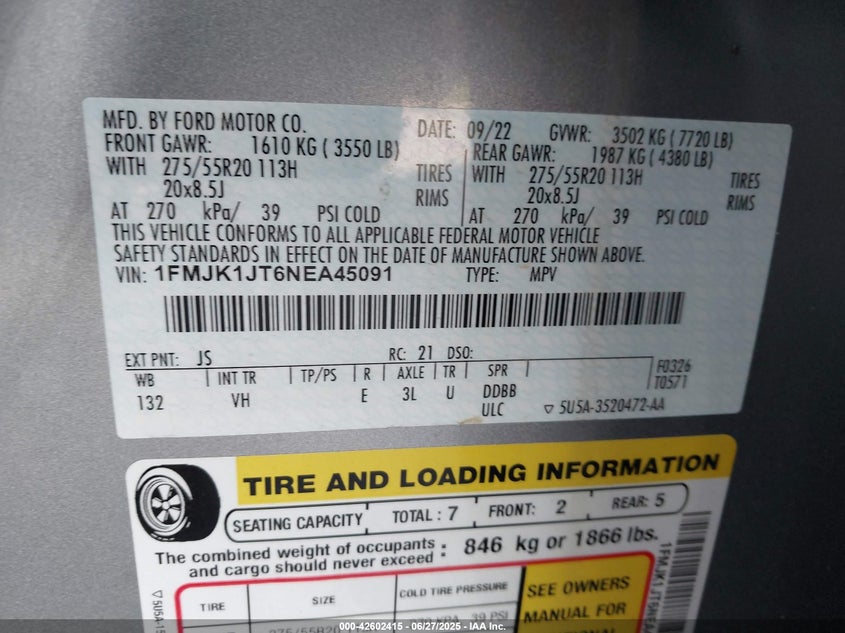 MFD. BY FORD MOTOR CO. DATE: 09/22 GVWR: 3502 KG ( 7720 LB)
FRONT GAWR: 1610 KG ( 3550 LB) REAR GAWR: 1987 KG ( 4380 LB)
WITH 275/55R20 113H TIRES WITH 275/55R20 113H TIRES
20x8.5J RIMS 20x8.5J RIMS
AT 270 kPa/ 39 PSI COLD AT 270 kPa/ 39 PSI COLD
THIS VEHICLE CONFORMS TO ALL APPLICABLE FEDERAL MOTOR VEHICLE
SAFETY STANDARDS IN EFFECT ON THE DATE OF MANUFACTURE SHOWN ABOVE.
VIN: 1FMJK1JT6NEA45091 TYPE: MPV
EXT PNT: JS RC: 21 DSO:
WB INT TR TP/PS R AXLE TR SPR F0326
T0571
132 VH E 3L U DDBB
ULC ▽ 5U5A-3520472-AA
TIRE AND LOADING INFORMATION
SEATING CAPACITY TOTAL : 7 FRONT: 2 REAR: 5
The combined weight of occupants and cargo should never exceed : 846 kg or 1866 lbs.
TIRE SIZE COLD TIRE PRESSURE SEE OWNERS
MANUAL FOR
275/55R20 39 PSI
000-42602415 - 06/27/2025 - IAA Inc.